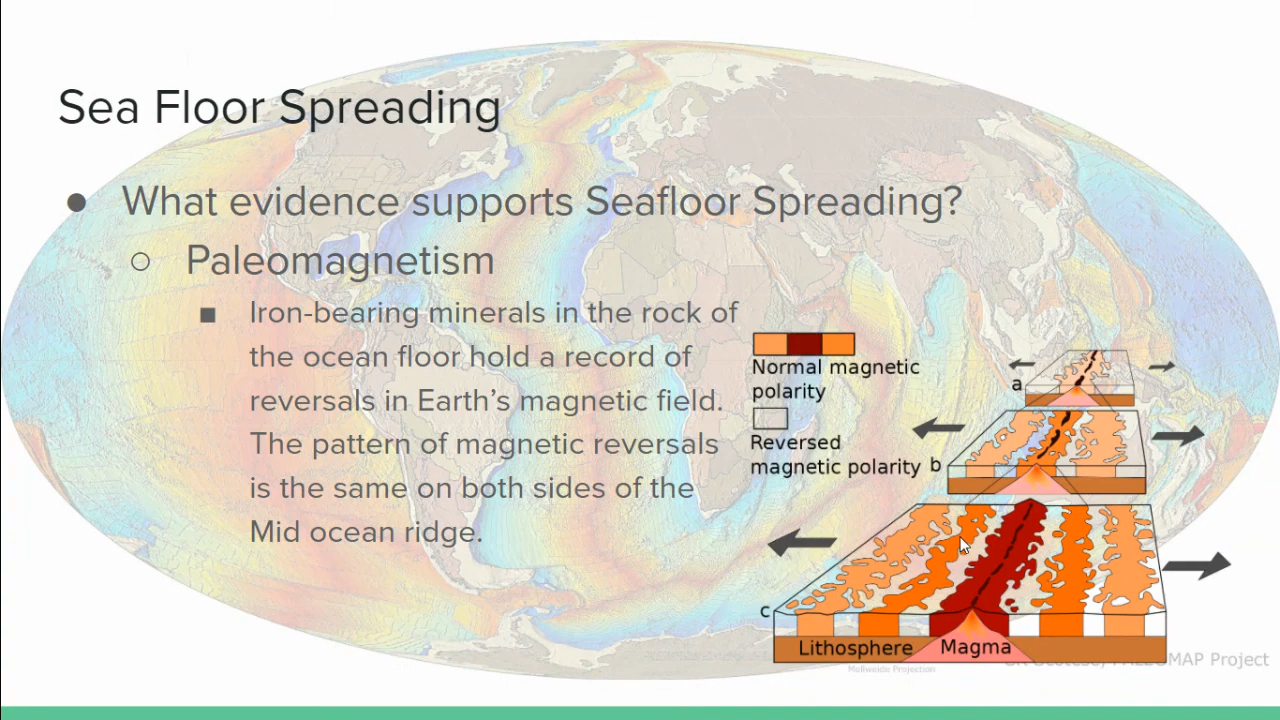 Sea Floor Spreading
● What evidence supports Seafloor Spreading?
○ Paleomagnetism
■ Iron-bearing minerals in the rock of
the ocean floor hold a record of
reversals in Earth's magnetic field.
The pattern of magnetic reversals
is the same on both sides of the
Mid ocean ridge.
Normal magnetic
polarity
Reversed
magnetic polarity
a
b
c
Lithosphere
Magma
PALEOMAP Project
Mollweide Projection